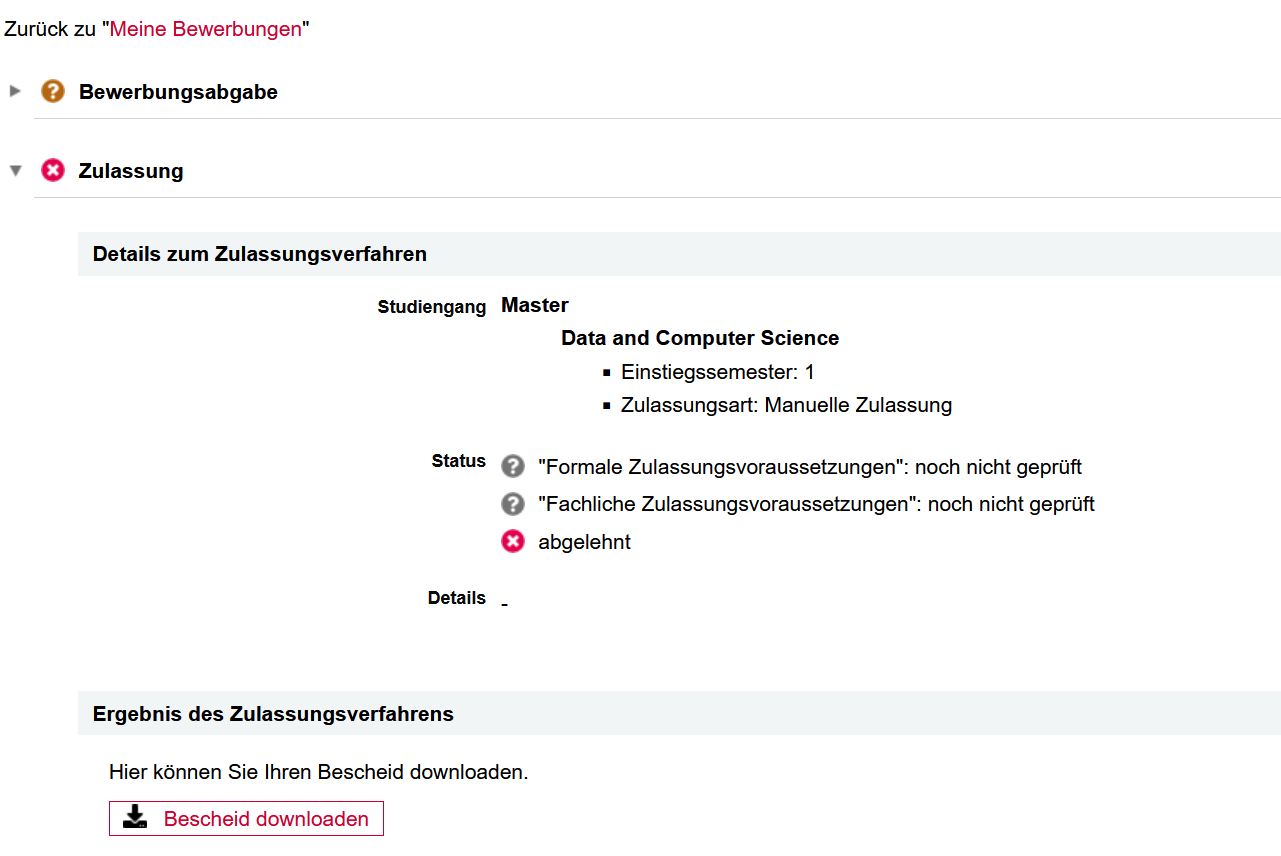 Zurück zu "Meine Bewerbungen"
Bewerbungsabgabe
Zulassung
Details zum Zulassungsverfahren
Studiengang Master
Data and Computer Science
Einstiegssemester: 1
Zulassungsart: Manuelle Zulassung
Status "Formale Zulassungsvoraussetzungen": noch nicht geprüft
"Fachliche Zulassungsvoraussetzungen": noch nicht geprüft
abgelehnt
Details -
Ergebnis des Zulassungsverfahrens
Hier können Sie Ihren Bescheid downloaden.
Bescheid downloaden